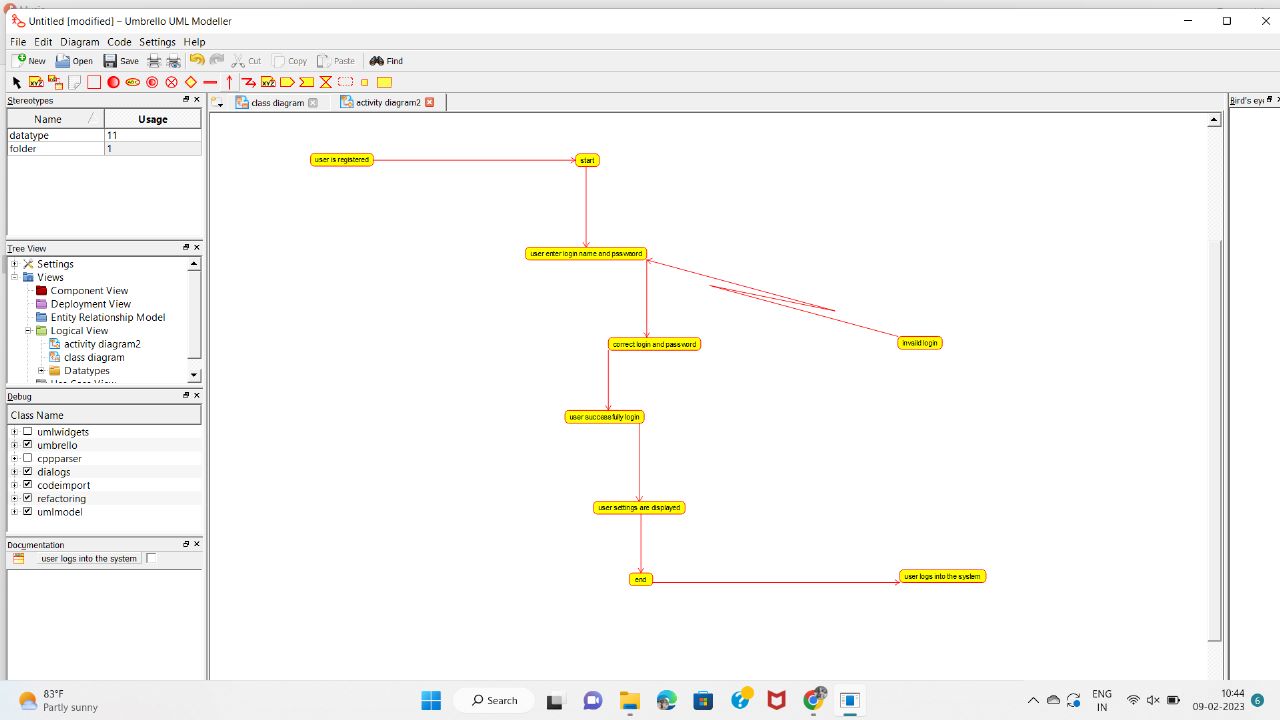 Untitled [modified] – Umbrello UML Modeller
File Edit Diagram Code Settings Help
New Open Save Cut Copy Paste Find
Stereotypes
Name Usage
datatype 11
folder 1
class diagram activity diagram2
Bird's ey
user is registered start
user enter login name and psswaord
correct login and password
invalid login
user successfully login
user settings are displayed
end
user logs into the system
Tree View
Settings
Views
Component View
Deployment View
Entity Relationship Model
Logical View
activity diagram2
class diagram
Datatypes
Debug
Class Name
umlwidgets
umbrello
cppparser
dialogs
codeimport
refactoring
umlmodel
Documentation
user logs into the system
83°F
Partly sunny
Search
ENG
IN
10:44
09-02-2023
6